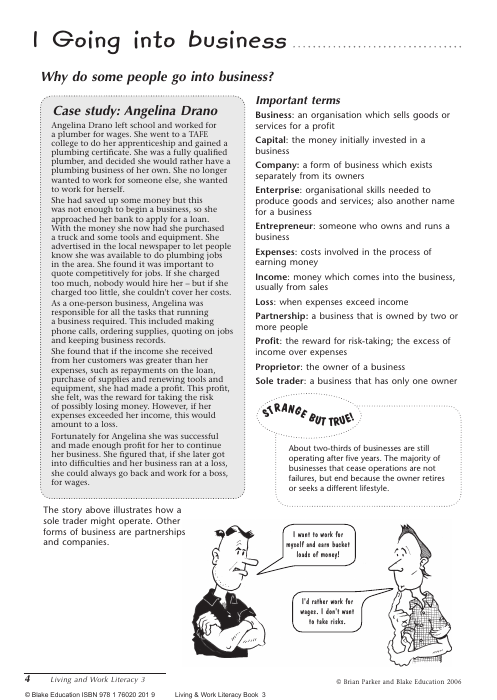 1 Going into business
Why do some people go into business?
Case study: Angelina Drano
Angelina Drano left school and worked for
a plumber for wages. She went to a TAFE
college to do her apprenticeship and gained a
plumbing certificate. She was a fully qualified
plumber, and decided she would rather have a
plumbing business of her own. She no longer
wanted to work for someone else, she wanted
to work for herself.
She had saved up some money but this
was not enough to begin a business, so she
approached her bank to apply for a loan.
With the money she now had she purchased
a truck and some tools and equipment. She
advertised in the local newspaper to let people
know she was available to do plumbing jobs
in the area. She found it was important to
quote competitively for jobs. If she charged
too much, nobody would hire her – but if she
charged too little, she couldn't cover her costs.
As a one-person business, Angelina was
responsible for all the tasks that running
a business required. This included making
phone calls, ordering supplies, quoting on jobs
and keeping business records.
She found that if the income she received
from her customers was greater than her
expenses, such as repayments on the loan,
purchase of supplies and renewing tools and
equipment, she had made a profit. This profit,
she felt, was the reward for taking the risk
of possibly losing money. However, if her
expenses exceeded her income, this would
amount to a loss.
Fortunately for Angelina she was successful
and made enough profit for her to continue
her business. She figured that, if she later got
into difficulties and her business ran at a loss,
she could always go back and work for a boss,
for wages.
The story above illustrates how a
sole trader might operate. Other
forms of business are partnerships
and companies.
Important terms
Business: an organisation which sells goods or
services for a profit
Capital: the money initially invested in a
business
Company: a form of business which exists
separately from its owners
Enterprise: organisational skills needed to
produce goods and services; also another name
for a business
Entrepreneur: someone who owns and runs a
business
Expenses: costs involved in the process of
earning money
Income: money which comes into the business,
usually from sales
Loss: when expenses exceed income
Partnership: a business that is owned by two or
more people
Profit: the reward for risk-taking; the excess of
income over expenses
Proprietor: the owner of a business
Sole trader: a business that has only one owner
STRANGE BUT TRUE!
About two-thirds of businesses are still
operating after five years. The majority of
businesses that cease operations are not
failures, but end because the owner retires
or seeks a different lifestyle.
I want to work for
myself and earn bucket
loads of money!
I'd rather work for
wages. I don't want
to take risks.
4 Living and Work Literacy 3
© Brian Parker and Blake Education 2006
© Blake Education ISBN 978 1 76020 201 9 Living & Work Literacy Book 3